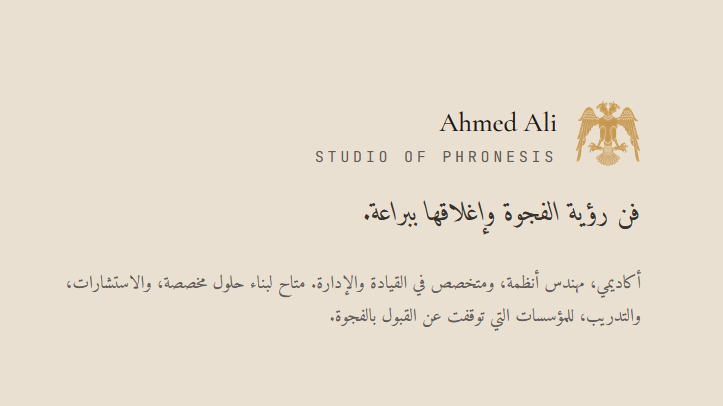 Ahmed Ali
STUDIO OF PHRONESIS
فن رؤية الفجوة وإغلاقها ببراعة.
أكاديمي، مهندس أنظمة، ومتخصص في القيادة والإدارة. متاح لبناء حلول مخصصة، والاستشارات،
والتدريب، للمؤسسات التي توقفت عن القبول بالفجوة.